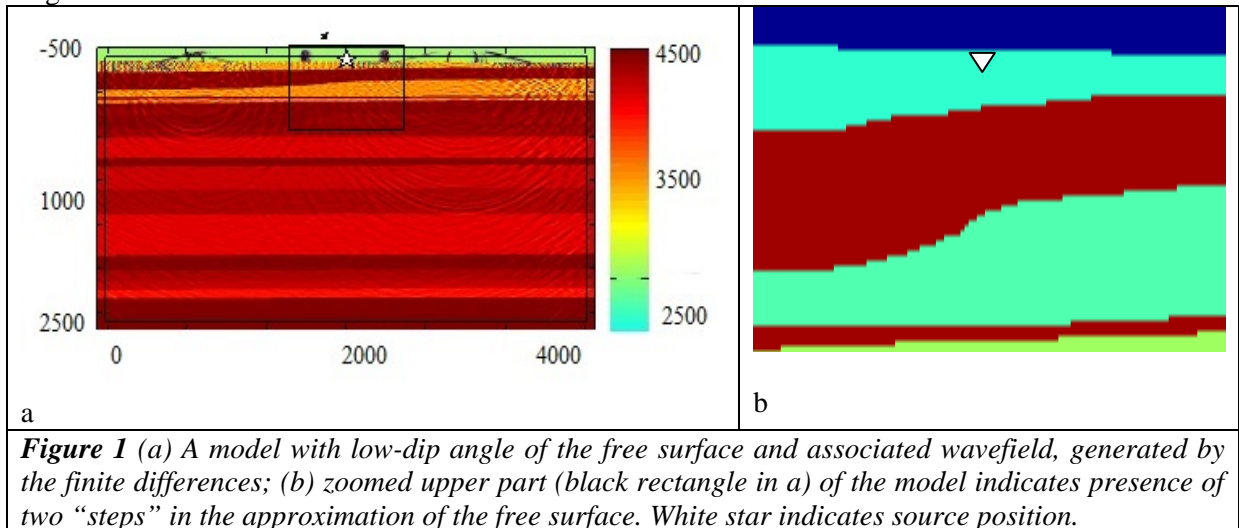 -500
1000
2500
0
2000
4000
4500
3500
2500
a
b
Figure 1 (a) A model with low-dip angle of the free surface and associated wavefield, generated by
the finite differences; (b) zoomed upper part (black rectangle in a) of the model indicates presence of
two “steps” in the approximation of the free surface. White star indicates source position.